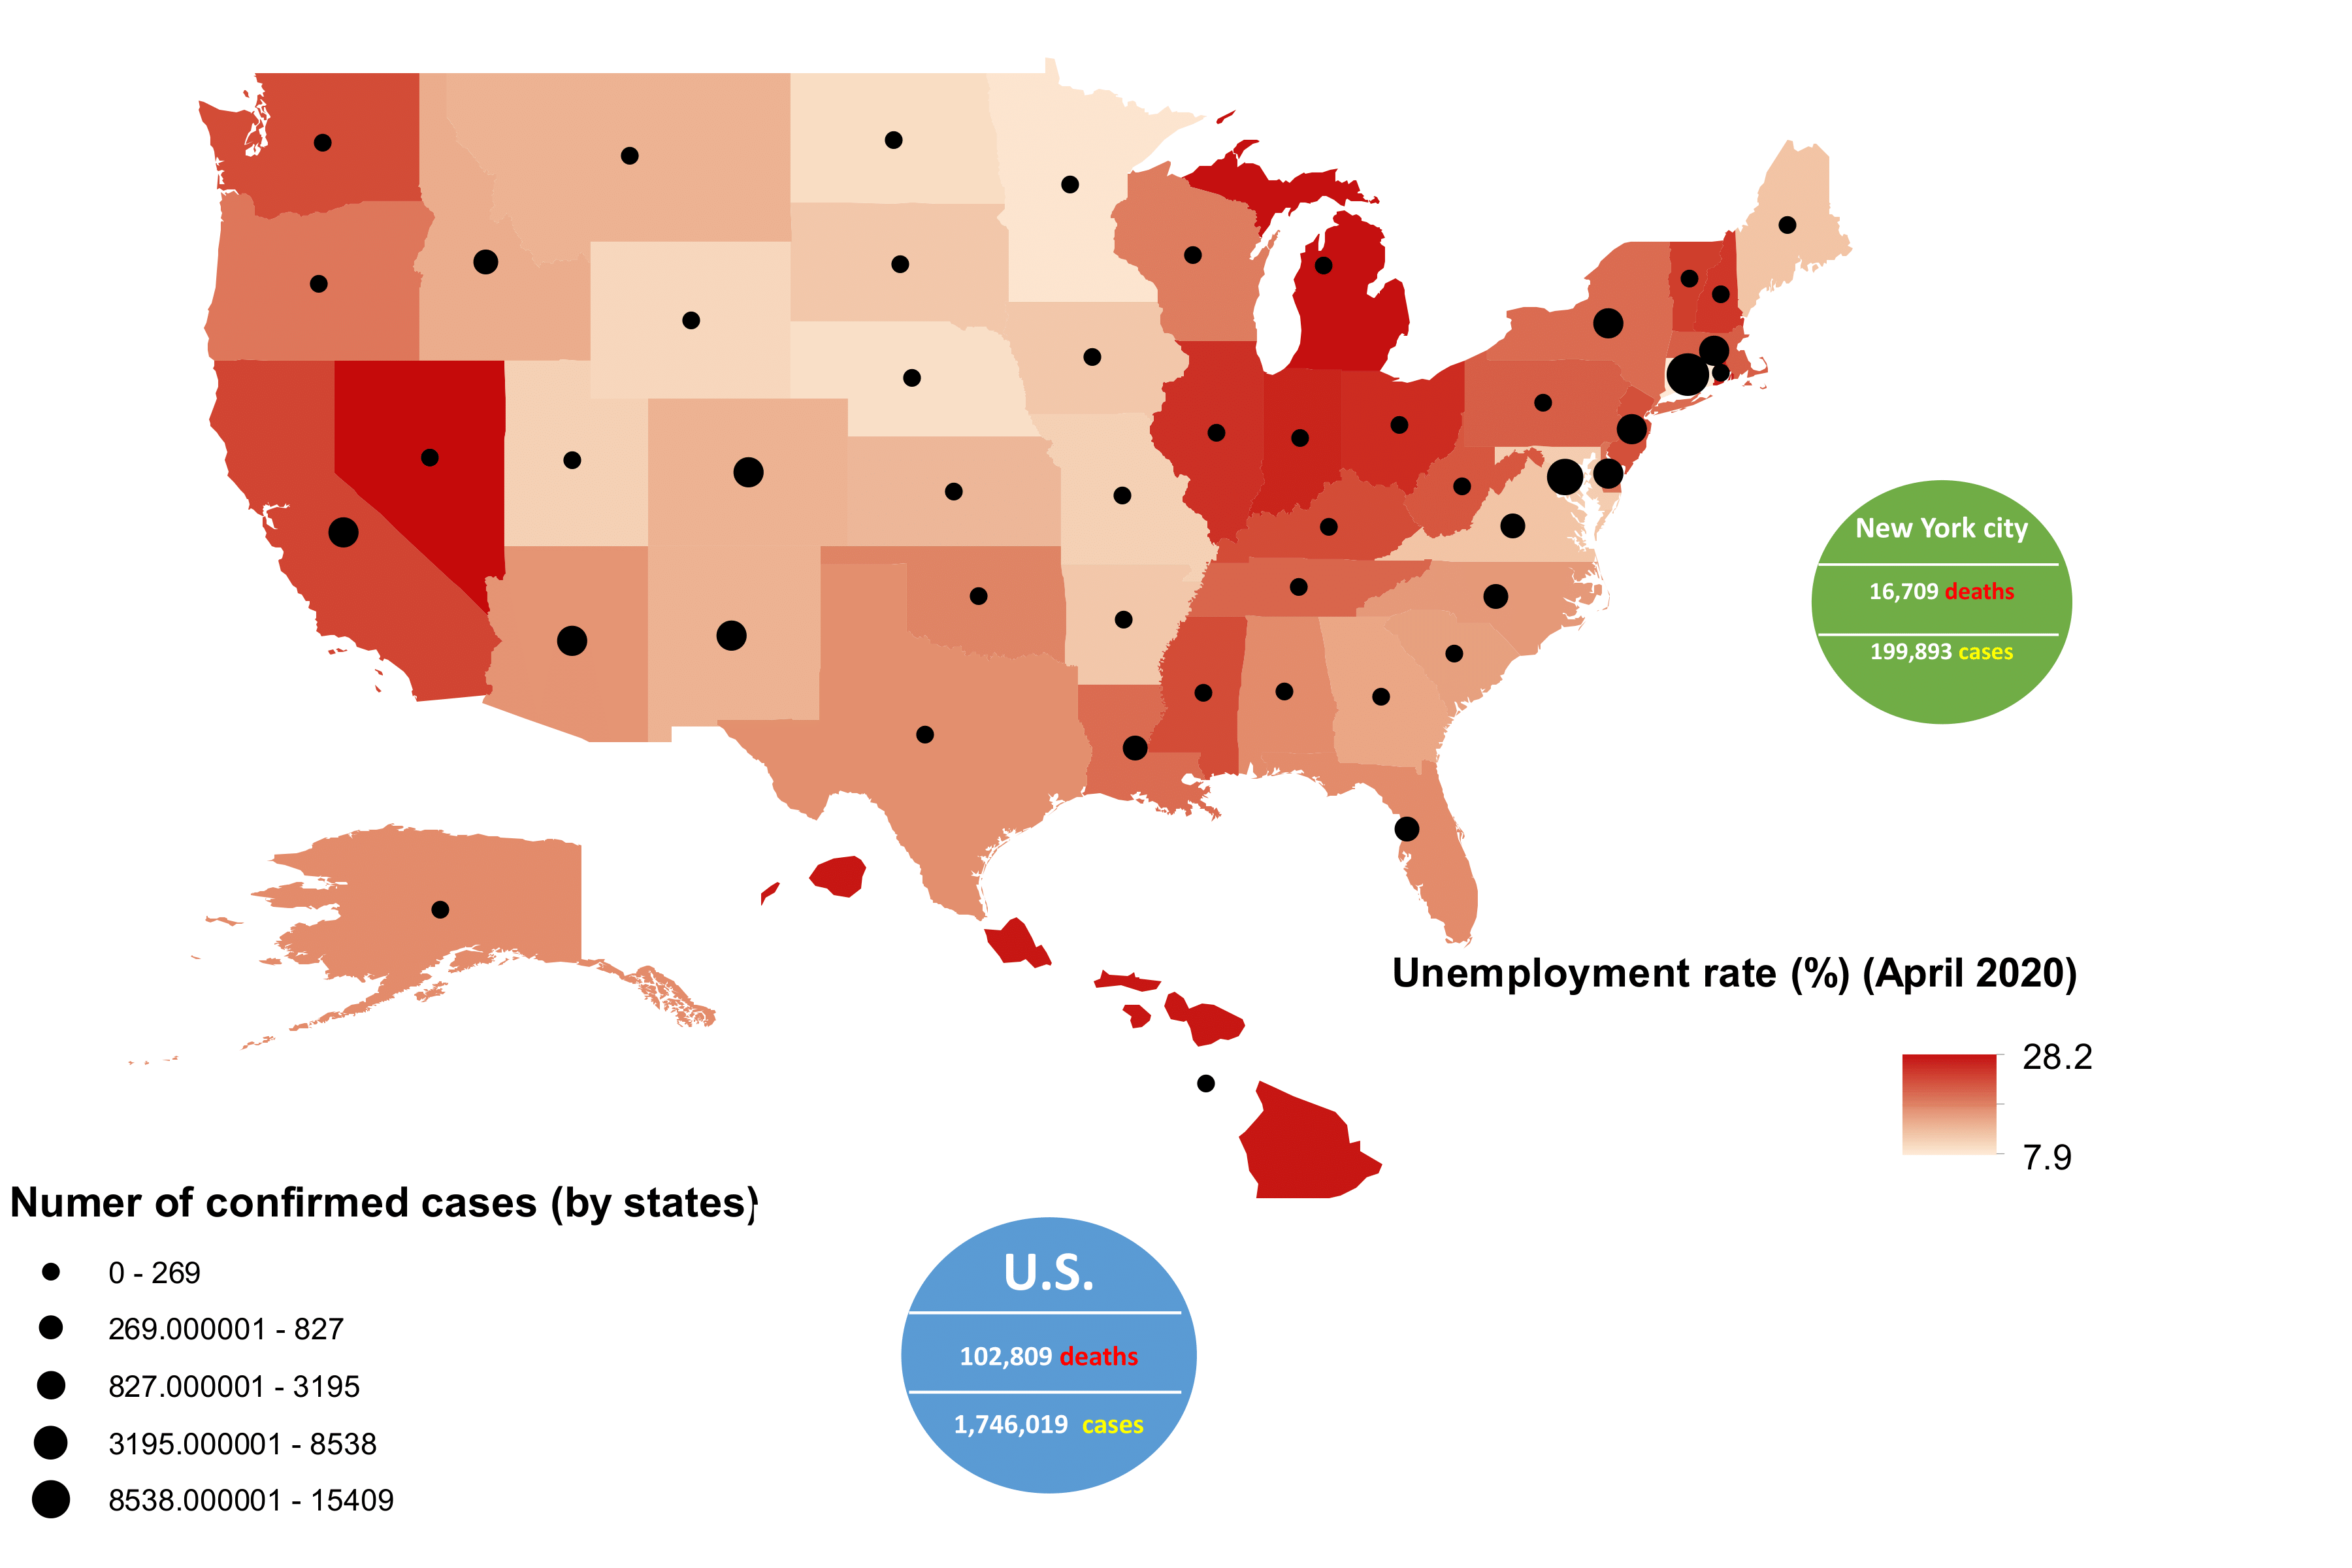 New York city
16,709 deaths
199,893 cases
Unemployment rate (%) (April 2020)
28.2
7.9
Numer of confirmed cases (by states)
0 - 269
269.000001 - 827
827.000001 - 3195
3195.000001 - 8538
8538.000001 - 15409
U.S.
102,809 deaths
1,746,019 cases